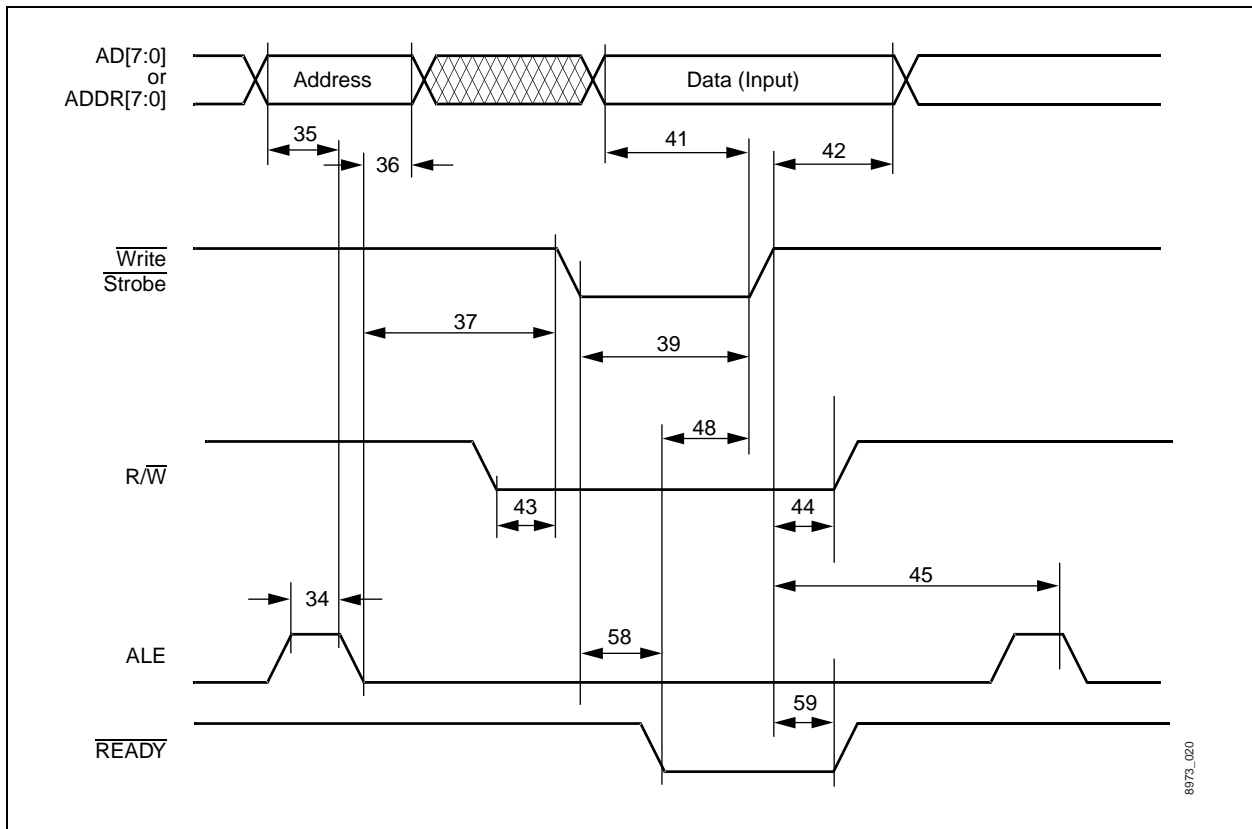 AD[7:0]
or
ADDR[7:0]
Address
Data (Input)
35
36
41
42
Write
Strobe
37
39
48
R/W
43
44
45
34
58
ALE
59
READY
8973_020